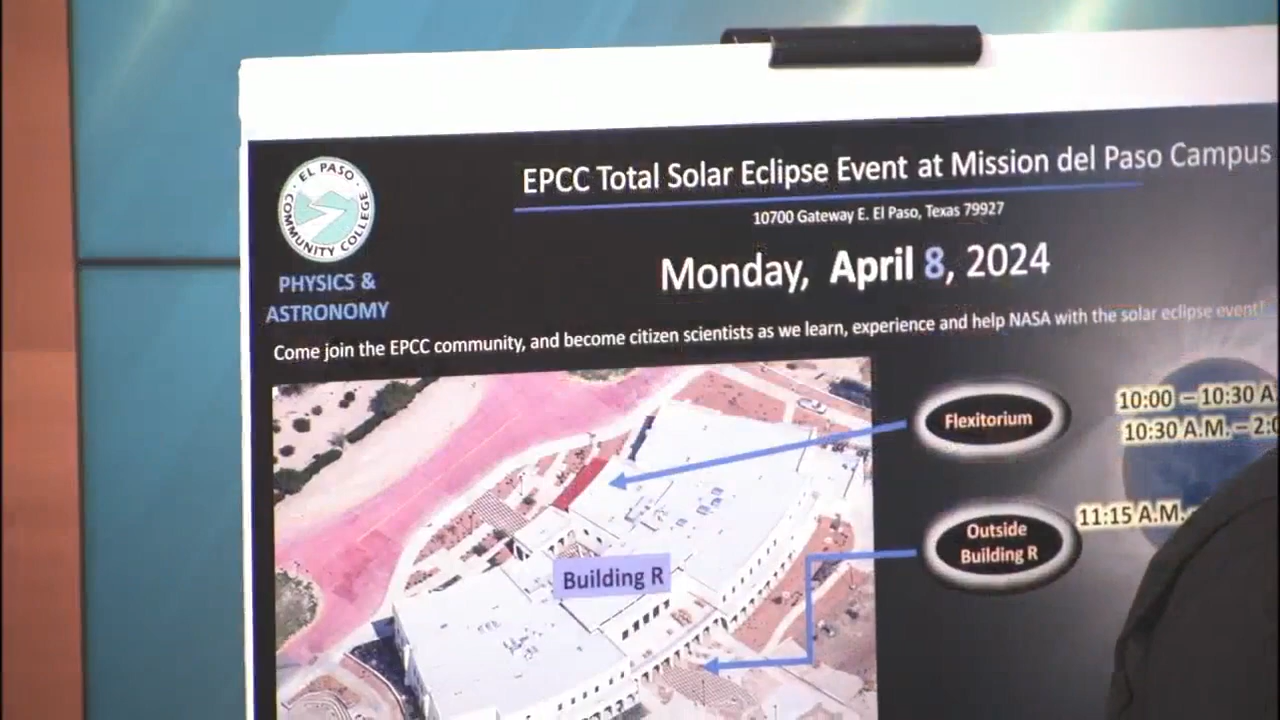 EL PASO
COMMUNITY COLLEGE
PHYSICS &
ASTRONOMY
EPCC Total Solar Eclipse Event at Mission del Paso Campus
10700 Gateway E. El Paso, Texas 79927
Monday, April 8, 2024
Come join the EPCC community, and become citizen scientists as we learn, experience and help NASA with the solar eclipse event!
Flexitorium
10:00 – 10:30 A
10:30 A.M. – 2:0
Outside
Building R
11:15 A.M.
Building R